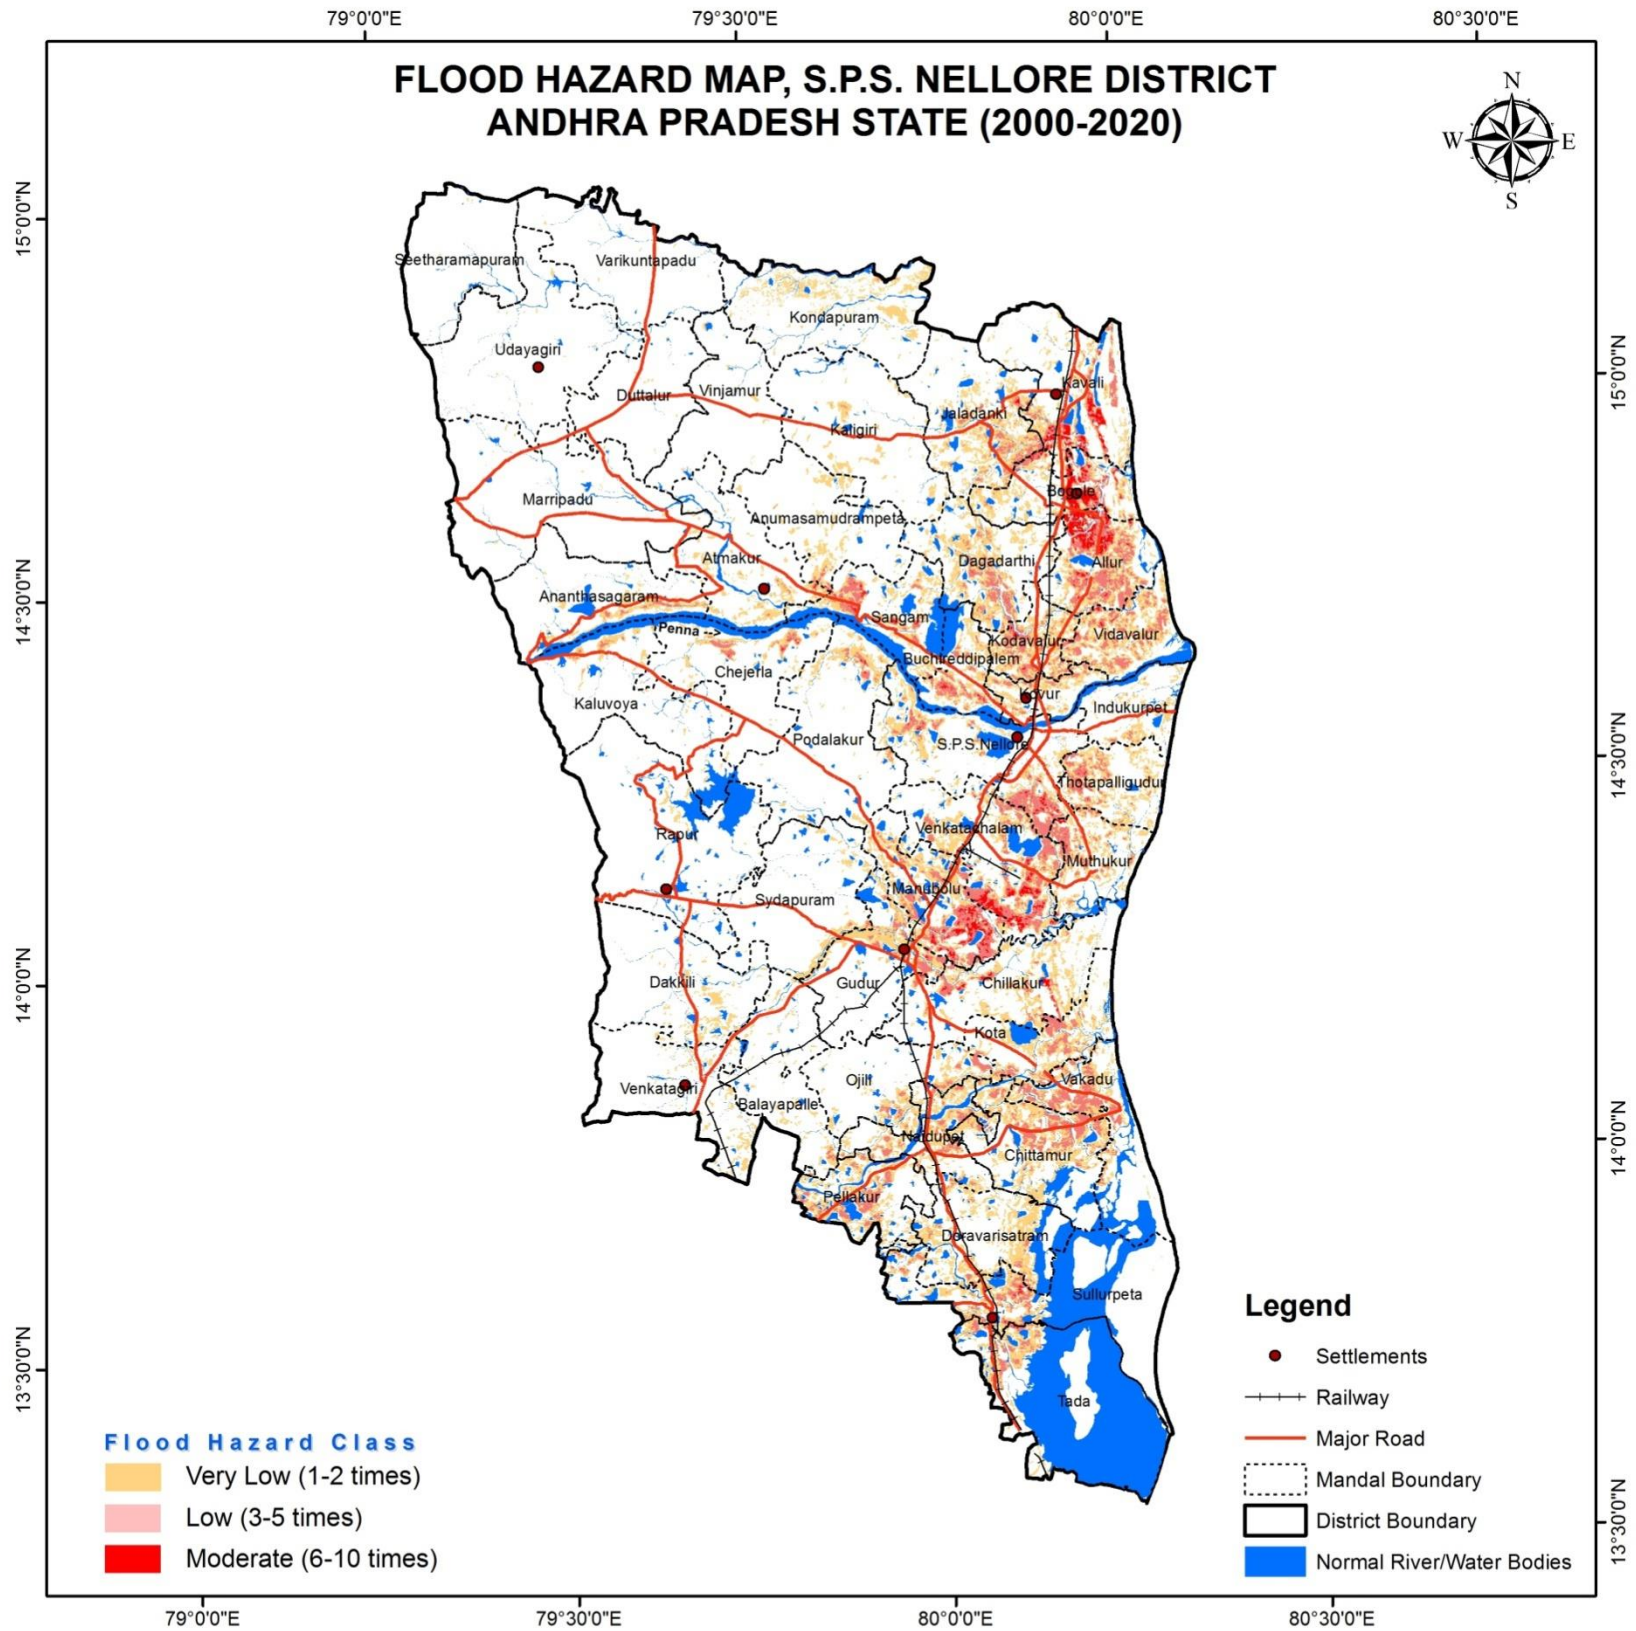 79°0'0"E
79°30'0"E
80°0'0"E
80°30'0"E
FLOOD HAZARD MAP, S.P.S. NELLORE DISTRICT
ANDHRA PRADESH STATE (2000-2020)
N
W
E
S
15°0'0"N
15°0'0"N
14°30'0"N
14°30'0"N
14°0'0"N
14°0'0"N
13°30'0"N
13°30'0"N
Seetharamapuram
Varikuntapadu
Kondapuram
Udayagiri
Duttalur
Vinjamur
Kavali
Jaladanki
Kaligiri
Marripadu
Bogole
Anumasamudrampeta
Atmakur
Dagadarthi
Allur
Ananthasagaram
Sangam
Penna -->
Kodavalur
Vidavalur
Buchireddipalem
Chejerla
Kaluvoya
Kovur
Indukurpet
Podalakur
S.P.S.Nellore
Thotapalligudur
Rapur
Venkatachalam
Muthukur
Manubolu
Sydapuram
Dakkili
Gudur
Chillakur
Kota
Ojili
Vakadu
Venkatagiri
Balayapalle
Naidupet
Chittamur
Pellakur
Doravarisatram
Sullurpeta
Tada
Legend
Settlements
Railway
Major Road
Mandal Boundary
District Boundary
Normal River/Water Bodies
Flood Hazard Class
Very Low (1-2 times)
Low (3-5 times)
Moderate (6-10 times)
79°0'0"E
79°30'0"E
80°0'0"E
80°30'0"E